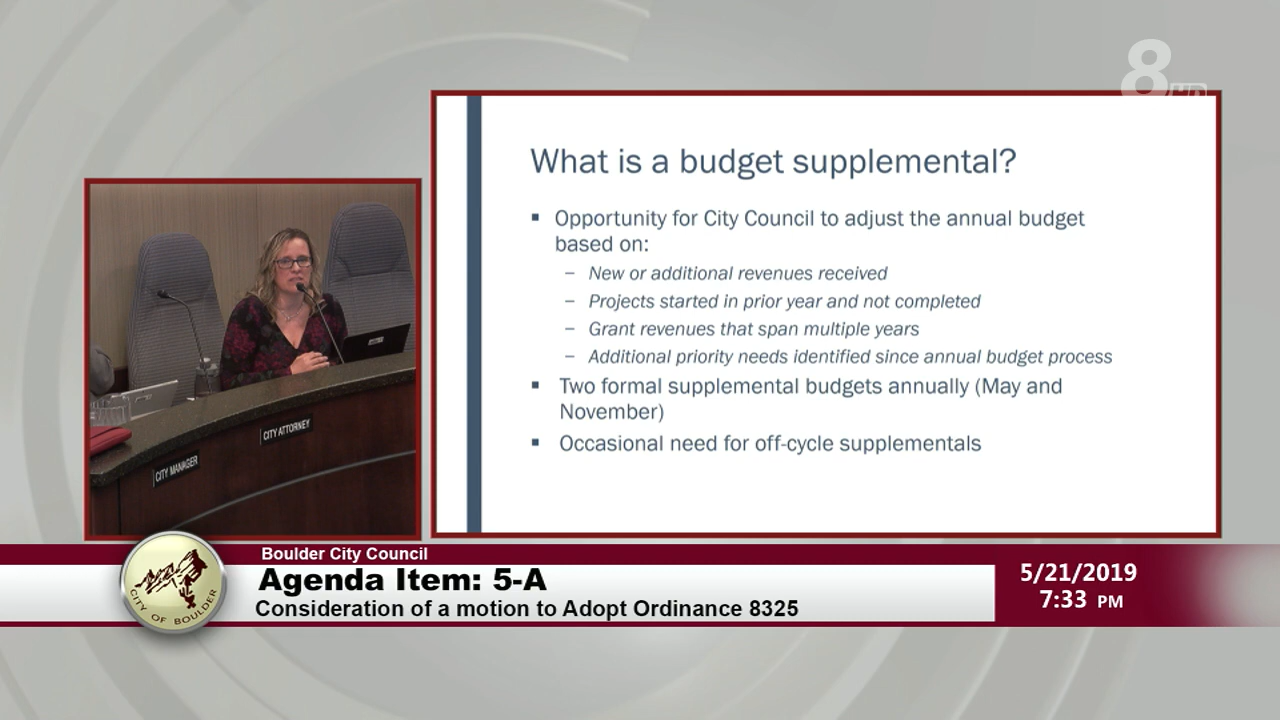 8
HD
What is a budget supplemental?
▪ Opportunity for City Council to adjust the annual budget
based on:
– New or additional revenues received
– Projects started in prior year and not completed
– Grant revenues that span multiple years
– Additional priority needs identified since annual budget process
▪ Two formal supplemental budgets annually (May and
November)
▪ Occasional need for off-cycle supplementals
CITY ATTORNEY
CITY MANAGER
Boulder City Council
Agenda Item: 5-A
Consideration of a motion to Adopt Ordinance 8325
5/21/2019
7:33 PM
CITY OF BOULDER